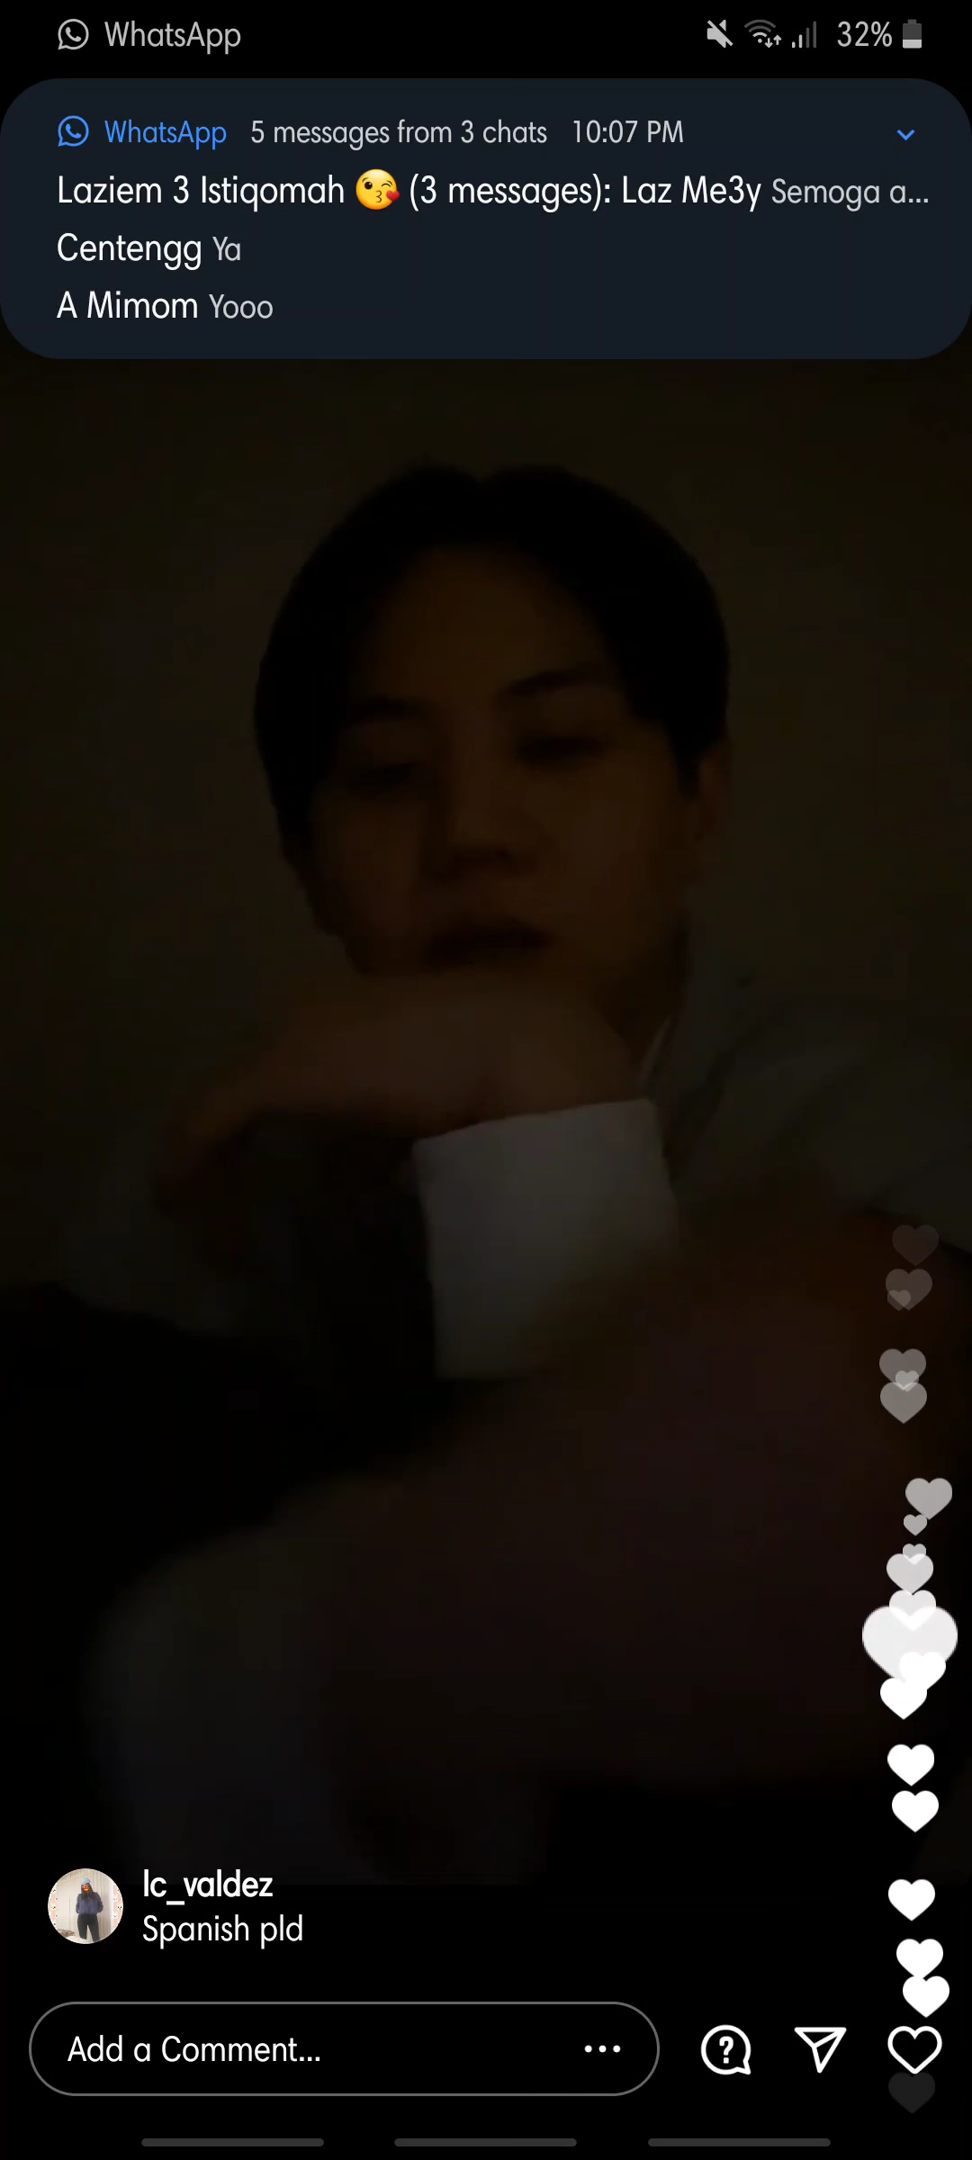 WhatsApp 32%
WhatsApp 5 messages from 3 chats 10:07 PM
Laziem 3 Istiqomah 😘 (3 messages): Laz Me3y Semoga a...
Centengg Ya
A Mimom Yooo
lc_valdez
Spanish pld
Add a Comment...